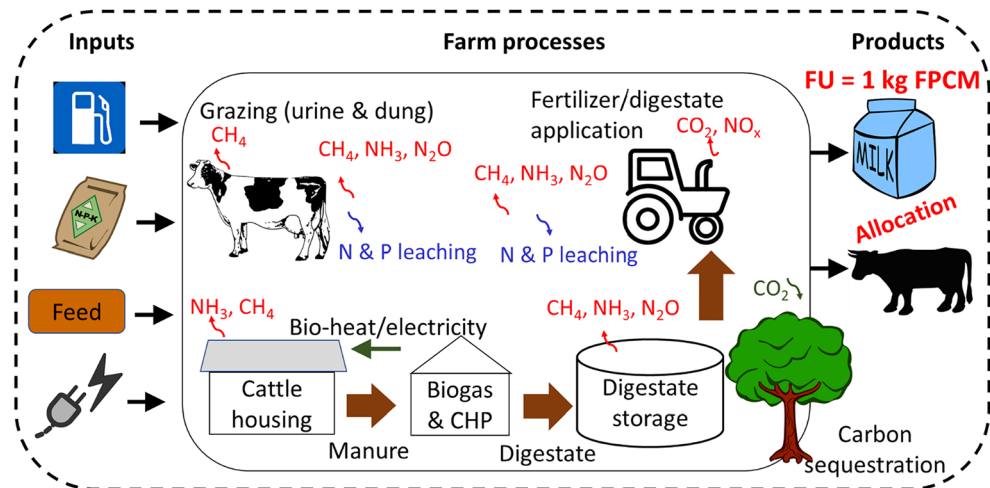 Inputs
Farm processes
Products
FU = 1 kg FPCM
Grazing (urine & dung)
CH₄
CH₄, NH₃, N₂O
N & P leaching
Fertilizer/digestate
application
CO₂, NOₓ
CH₄, NH₃, N₂O
N & P leaching
MILK
Allocation
N-P-K
Feed
NH₃, CH₄
Bio-heat/electricity
CH₄, NH₃, N₂O
CO₂
Cattle
housing
Biogas
& CHP
Digestate
storage
Manure
Digestate
Carbon
sequestration